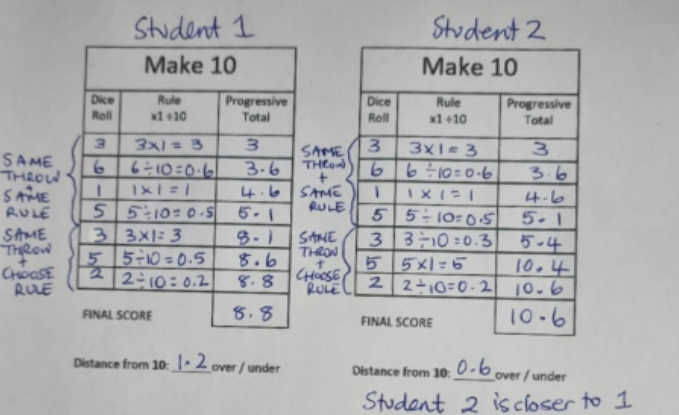 Student 1
Make 10
Dice Roll | Rule x1 ÷10 | Progressive Total
SAME THROW + SAME RULE
3 | 3x1 = 3 | 3
6 | 6÷10=0.6 | 3.6
1 | 1x1=1 | 4.6
5 | 5÷10=0.5 | 5.1
SAME THROW + CHOOSE RULE
3 | 3x1=3 | 8.1
5 | 5÷10=0.5 | 8.6
2 | 2÷10=0.2 | 8.8
FINAL SCORE | 8.8
Distance from 10: 1.2 over / under
Student 2
Make 10
Dice Roll | Rule x1 ÷10 | Progressive Total
SAME THROW + SAME RULE
3 | 3x1=3 | 3
6 | 6÷10=0.6 | 3.6
1 | 1x1=1 | 4.6
5 | 5÷10=0.5 | 5.1
SAME THROW + CHOOSE RULE
3 | 3÷10=0.3 | 5.4
5 | 5x1=5 | 10.4
2 | 2÷10=0.2 | 10.6
FINAL SCORE | 10.6
Distance from 10: 0.6 over / under
Student 2 is closer to 1